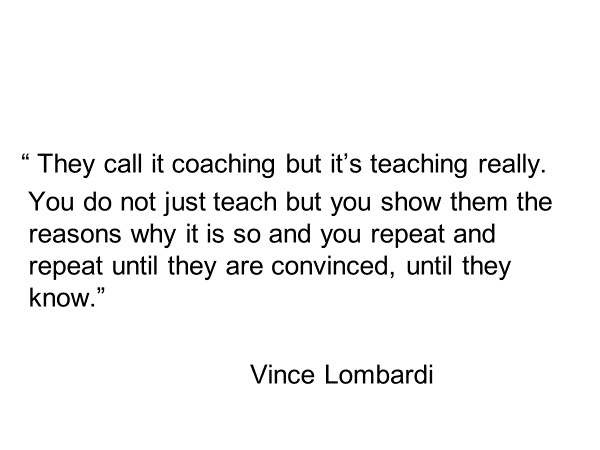 “ They call it coaching but it’s teaching really.
You do not just teach but you show them the
reasons why it is so and you repeat and
repeat until they are convinced, until they
know.”
Vince Lombardi